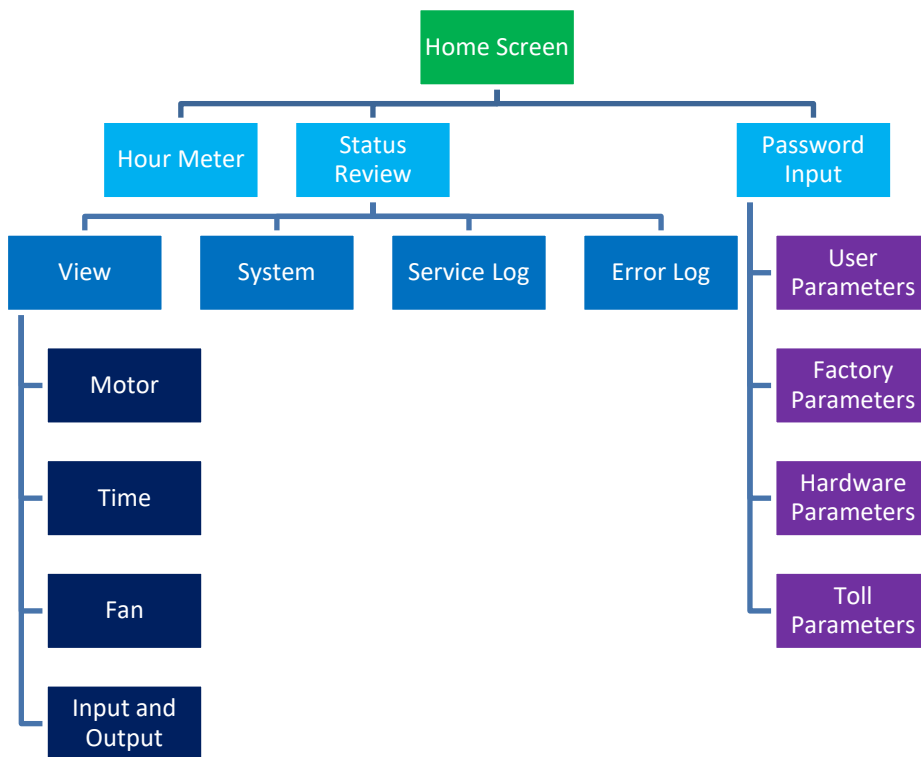 Home Screen
Hour Meter
Status
Review
Password
Input
View
System
Service Log
Error Log
User
Parameters
Motor
Factory
Parameters
Time
Hardware
Parameters
Fan
Toll
Parameters
Input and
Output